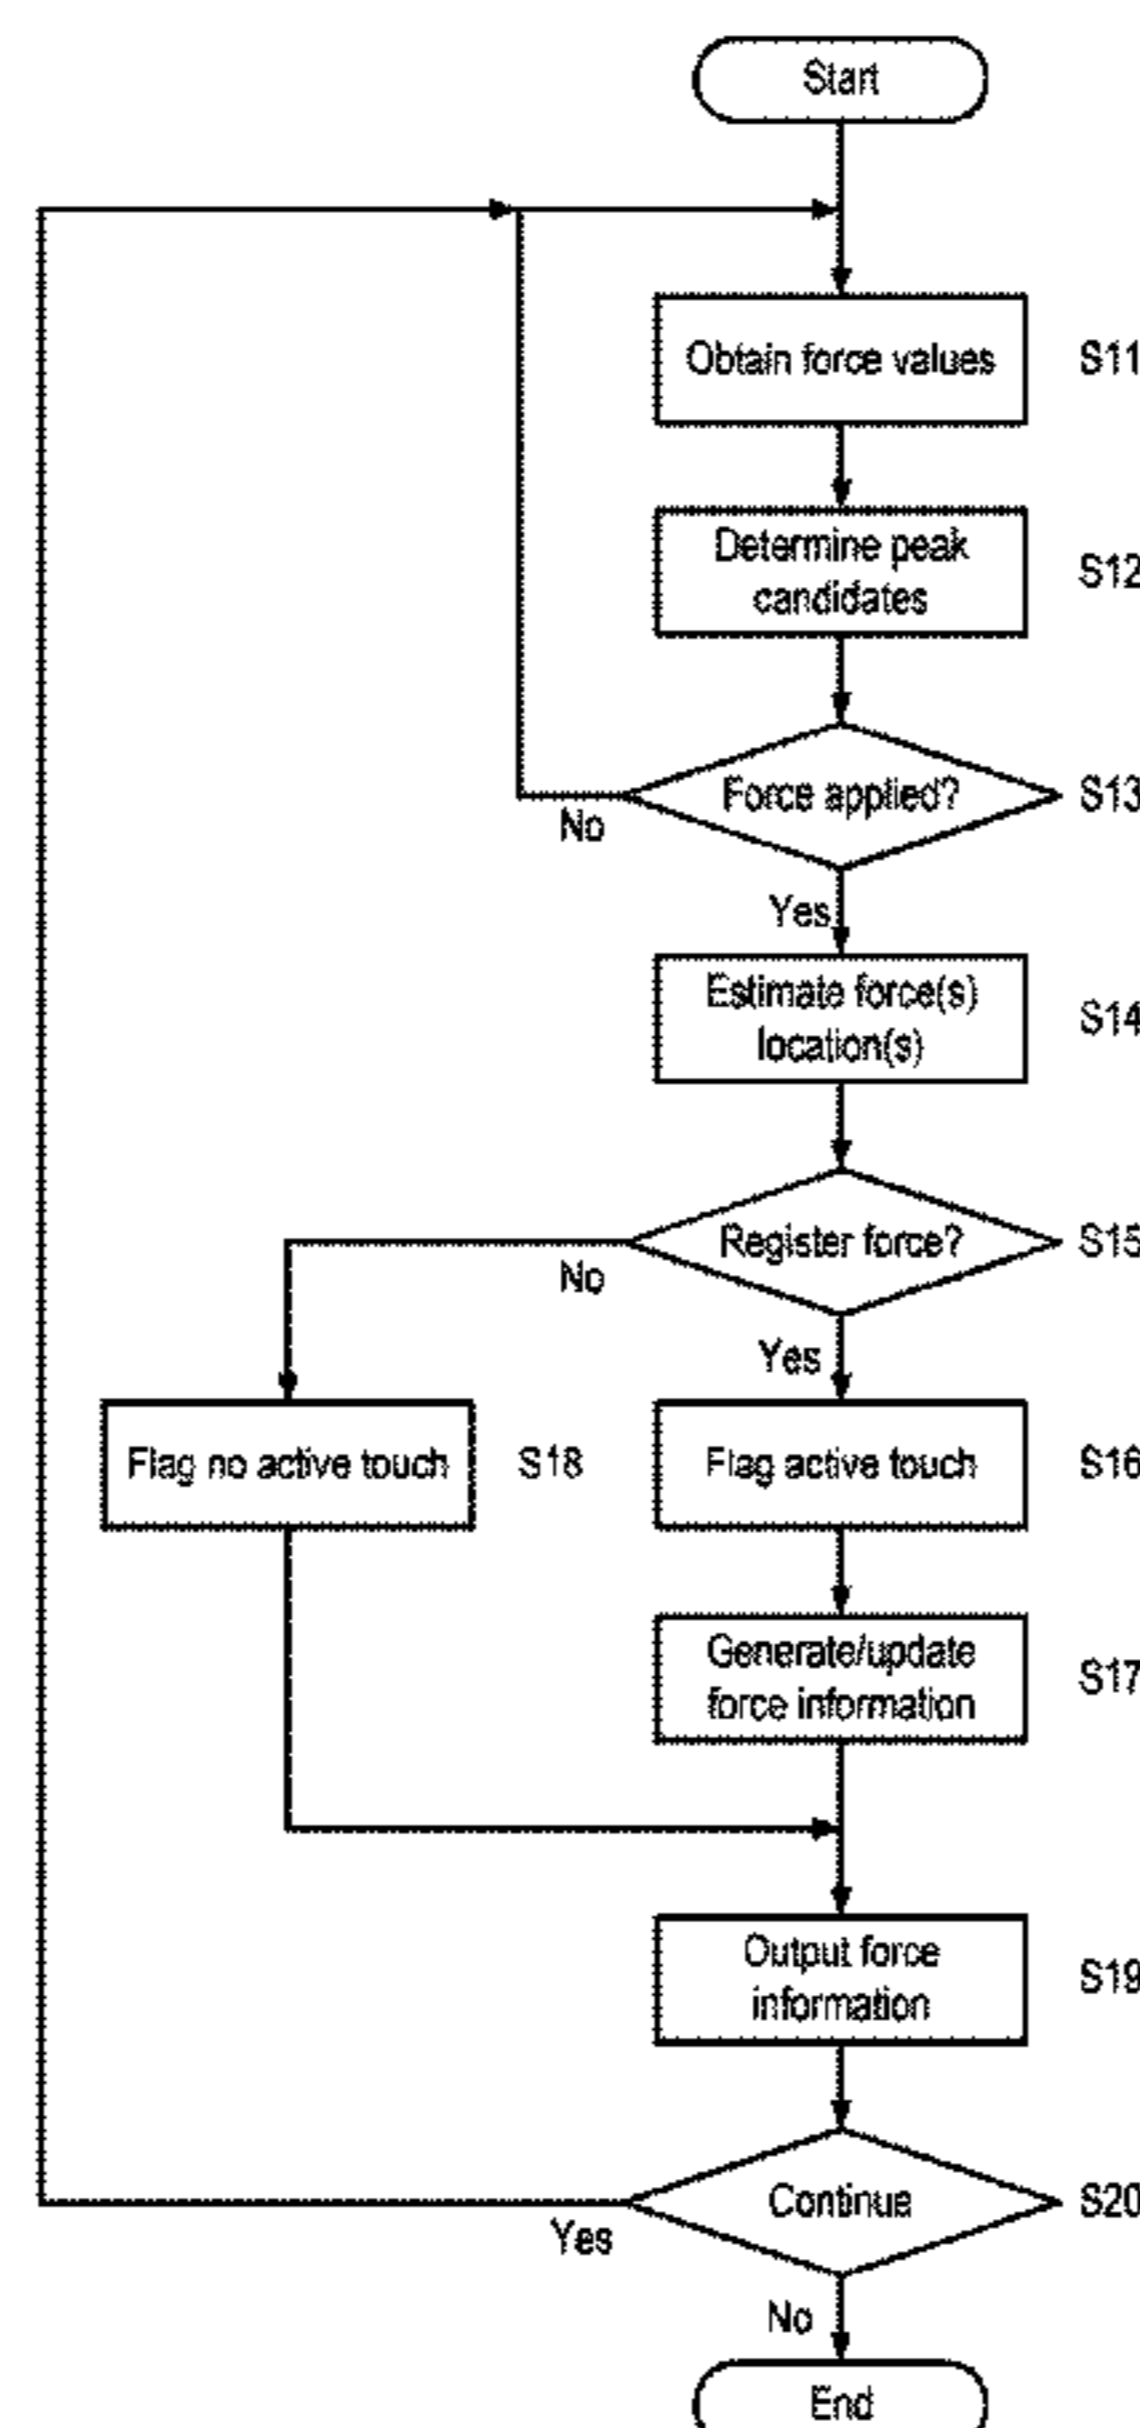 Start
Obtain force values
S11
Determine peak
candidates
S12
Force applied?
S13
No
Yes
Estimate force(s)
location(s)
S14
Register force?
S15
No
Yes
Flag no active touch
S18
Flag active touch
S16
Generate/update
force information
S17
Output force
information
S19
Continue
S20
Yes
No
End